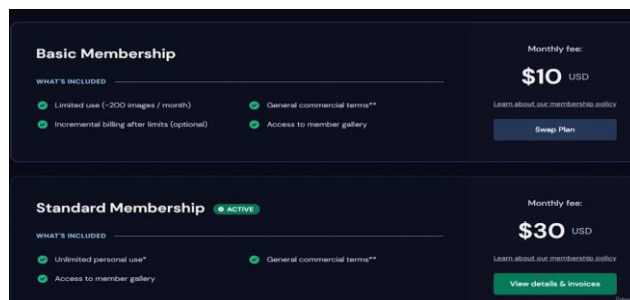 Basic Membership
WHAT'S INCLUDED
Limited use (~200 images / month)
General commercial terms**
Incremental billing after limits (optional)
Access to member gallery
Monthly fee:
$10 USD
Learn about our membership policy
Swap Plan
Standard Membership ACTIVE
WHAT'S INCLUDED
Unlimited personal use*
General commercial terms**
Access to member gallery
Monthly fee:
$30 USD
Learn about our membership policy
View details & invoices